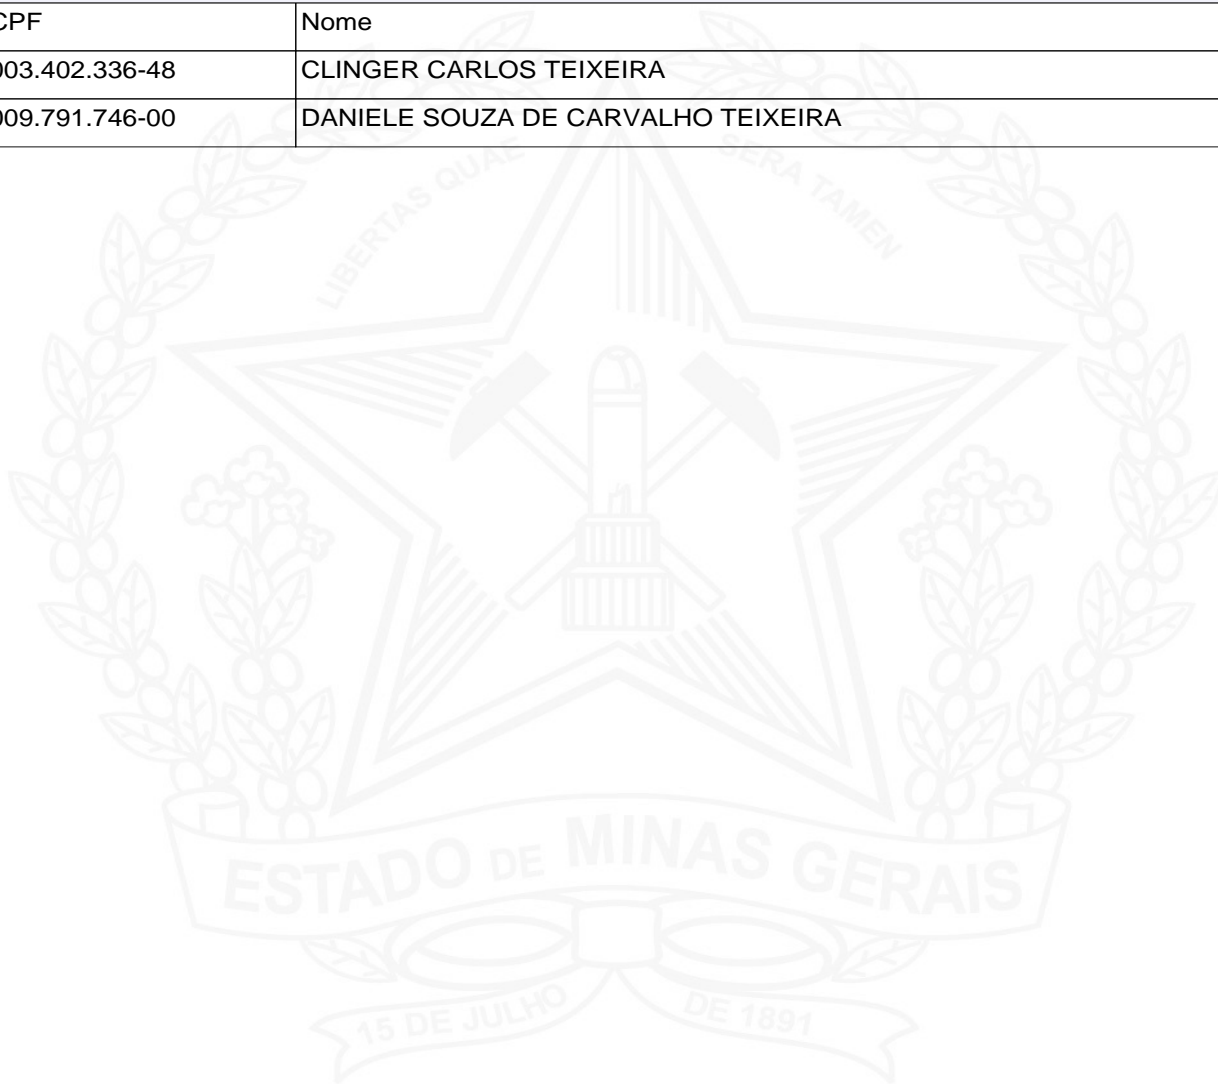 CPF Nome
003.402.336-48 CLINGER CARLOS TEIXEIRA
009.791.746-00 DANIELE SOUZA DE CARVALHO TEIXEIRA
LIBERTAS QUAE SERA TAMEN
ESTADO DE MINAS GERAIS
15 DE JULHO DE 1891